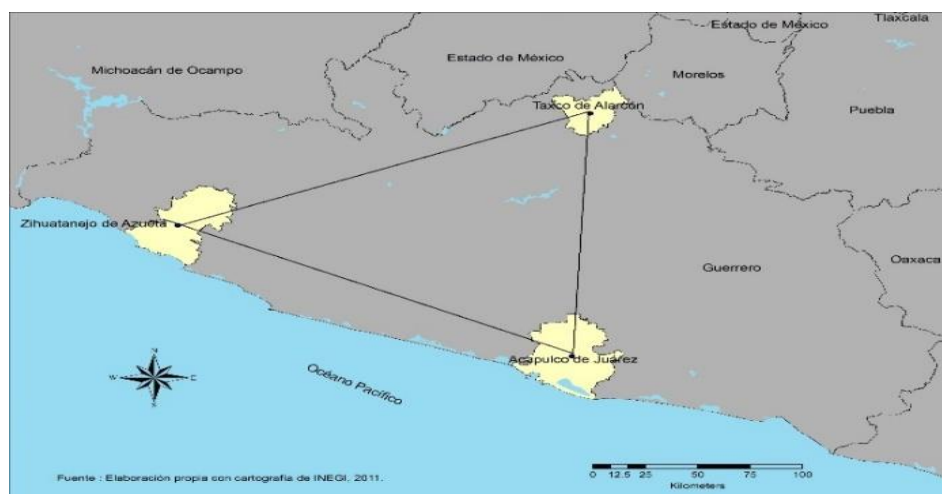 Estado de México
Tlaxcala
Estado de México
Michoacán de Ocampo
Morelos
Taxco de Alarcón
Puebla
Zihuatanejo de Azueta
Oaxaca
Guerrero
Acapulco de Juárez
Océano Pacífico
N
W
E
S
0 12.5 25 50 75 100
Kilometers
Fuente : Elaboración propia con cartografía de INEGI, 2011.